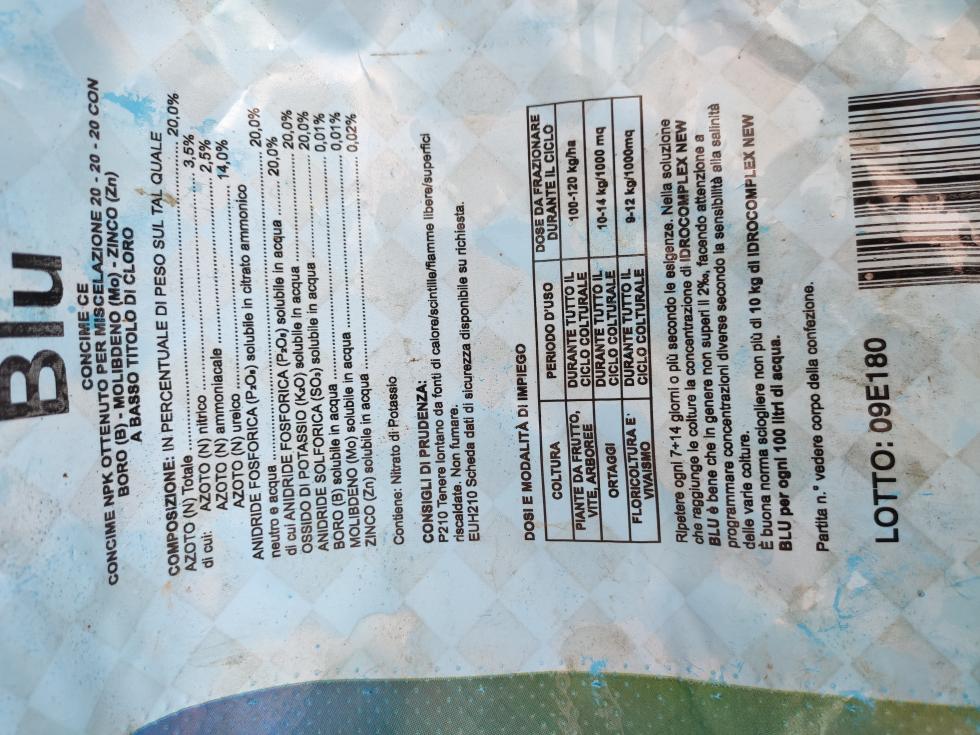 Blu
CONCIME CE
CONCIME NPK OTTENUTO PER MISCELAZIONE 20 - 20 - 20 CON
BORO (B) - MOLIBDENO (Mo) - ZINCO (Zn)
A BASSO TITOLO DI CLORO
COMPOSIZIONE: IN PERCENTUALE DI PESO SUL TAL QUALE
AZOTO (N) Totale 20,0%
di cui: AZOTO (N) nitrico 3,5%
AZOTO (N) ammoniacale 2,5%
AZOTO (N) ureico 14,0%
ANIDRIDE FOSFORICA (P₂O₅) solubile in citrato ammonico
neutro e acqua 20,0%
di cui ANIDRIDE FOSFORICA (P₂O₅) solubile in acqua 20,0%
OSSIDO DI POTASSIO (K₂O) solubile in acqua 20,0%
ANIDRIDE SOLFORICA (SO₃) solubile in acqua 20,0%
BORO (B) solubile in acqua 0,01%
MOLIBDENO (Mo) solubile in acqua 0,01%
ZINCO (Zn) solubile in acqua 0,02%
Contiene: Nitrato di Potassio
CONSIGLI DI PRUDENZA:
P210 Tenere lontano da fonti di calore/scintille/fiamme libere/superfici
riscaldate. Non fumare.
EUH210 Scheda dati di sicurezza disponibile su richiesta.
DOSI E MODALITÀ DI IMPIEGO
COLTURA PERIODO D'USO DOSE DA FRAZIONARE DURANTE IL CICLO
PIANTE DA FRUTTO, VITE, ARBOREE DURANTE TUTTO IL CICLO COLTURALE 100-120 kg/ha
ORTAGGI DURANTE TUTTO IL CICLO COLTURALE 10-14 kg/1000 mq
FLORICOLTURA E VIVAISMO DURANTE TUTTO IL CICLO COLTURALE 9-12 kg/1000mq
Ripetere ogni 7÷14 giorni o più secondo le esigenze. Nella soluzione
che raggiunge le colture la concentrazione di IDROCOMPLEX NEW
BLU è bene che in genere non superi il 2‰, facendo attenzione a
programmare concentrazioni diverse secondo la sensibilità alla salinità
delle varie colture.
È buona norma sciogliere non più di 10 kg di IDROCOMPLEX NEW
BLU per ogni 100 litri di acqua.
Partita n.° vedere corpo della confezione.
LOTTO: 09E180